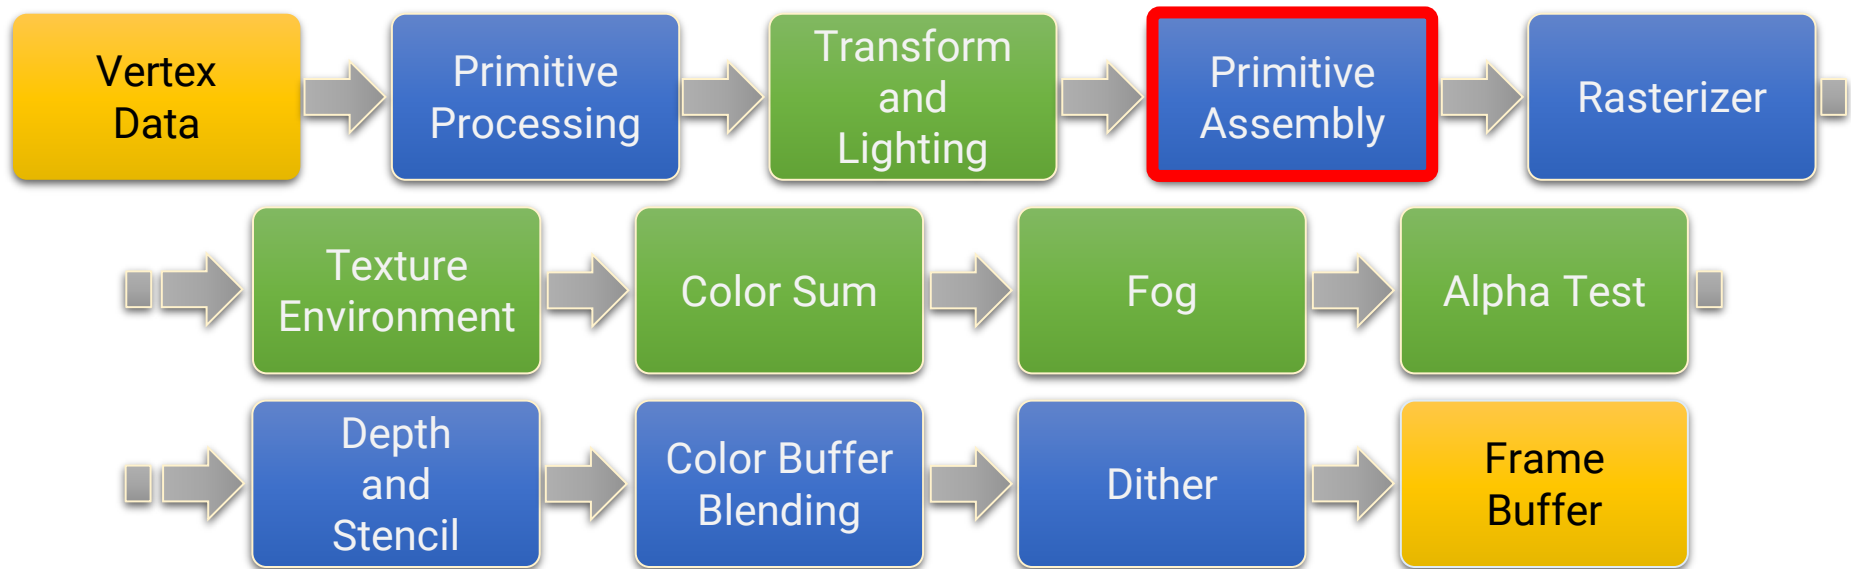 Vertex
Data
Primitive
Processing
Transform
and
Lighting
Primitive
Assembly
Rasterizer
Texture
Environment
Color Sum
Fog
Alpha Test
Depth
and
Stencil
Color Buffer
Blending
Dither
Frame
Buffer